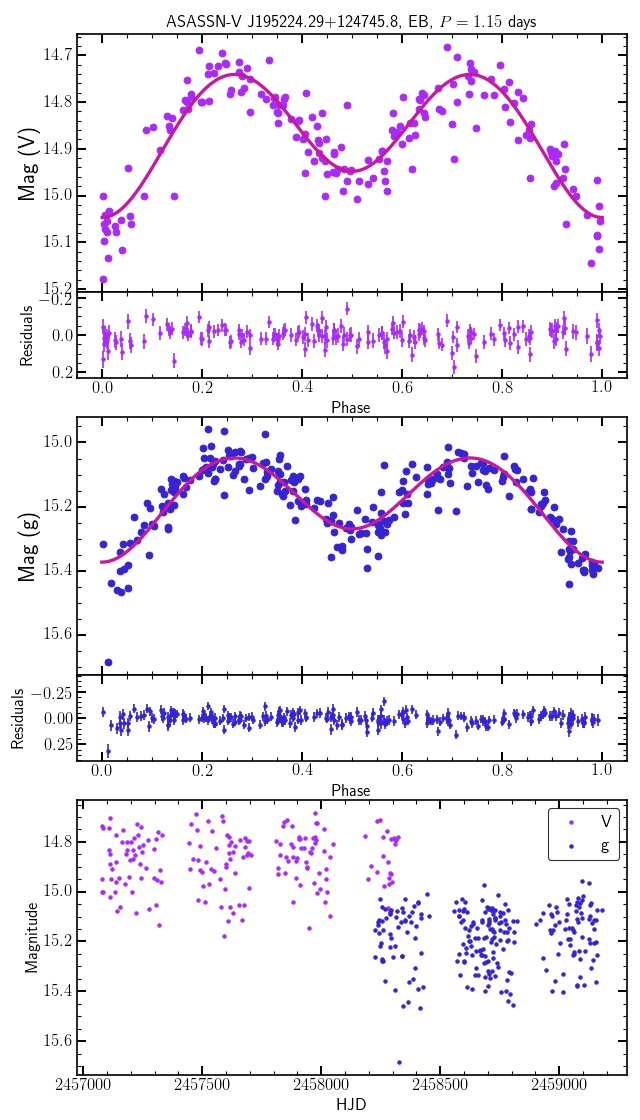 ASASSN-V J195224.29+124745.8, EB, P = 1.15 days
14.7
14.8
14.9
15.0
15.1
15.2
Mag (V)
−0.2
0.0
0.2
Residuals
0.0 0.2 0.4 0.6 0.8 1.0
Phase
15.0
15.2
15.4
15.6
Mag (g)
−0.25
0.00
0.25
Residuals
0.0 0.2 0.4 0.6 0.8 1.0
Phase
V
g
14.8
15.0
15.2
15.4
15.6
Magnitude
2457000 2457500 2458000 2458500 2459000
HJD